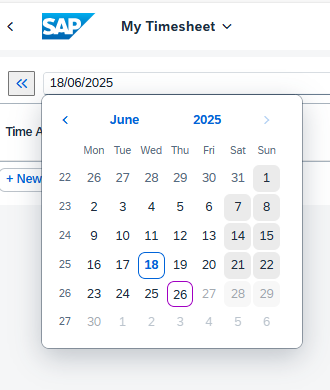 SAP My Timesheet
18/06/2025
June 2025
Mon Tue Wed Thu Fri Sat Sun
22 26 27 28 29 30 31 1
23 2 3 4 5 6 7 8
24 9 10 11 12 13 14 15
25 16 17 18 19 20 21 22
26 23 24 25 26 27 28 29
27 30 1 2 3 4 5 6
Time A
+ New